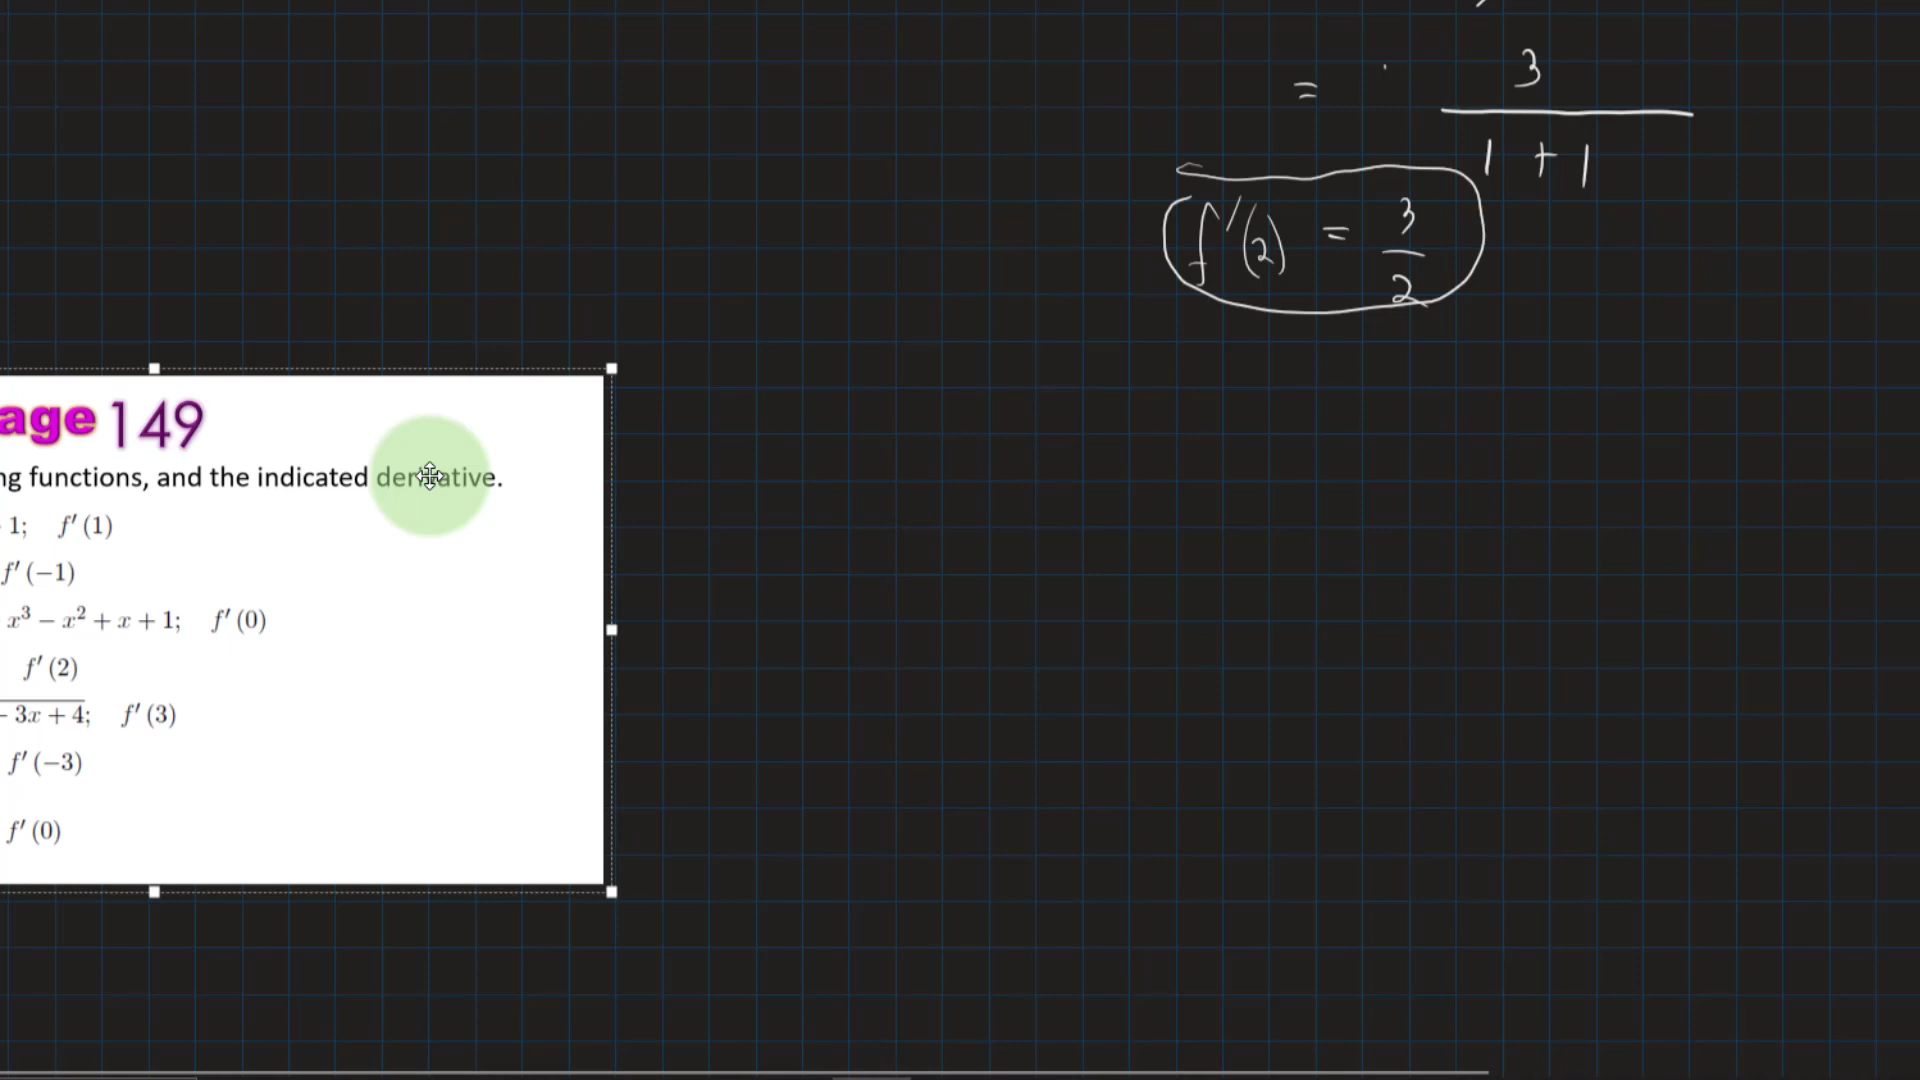 = 3
1 + 1
f'(2) = 3/2
age 149
ng functions, and the indicated derivative.
1; f′(1)
f′(−1)
x³ − x² + x + 1; f′(0)
f′(2)
− 3x + 4; f′(3)
f′(−3)
f′(0)